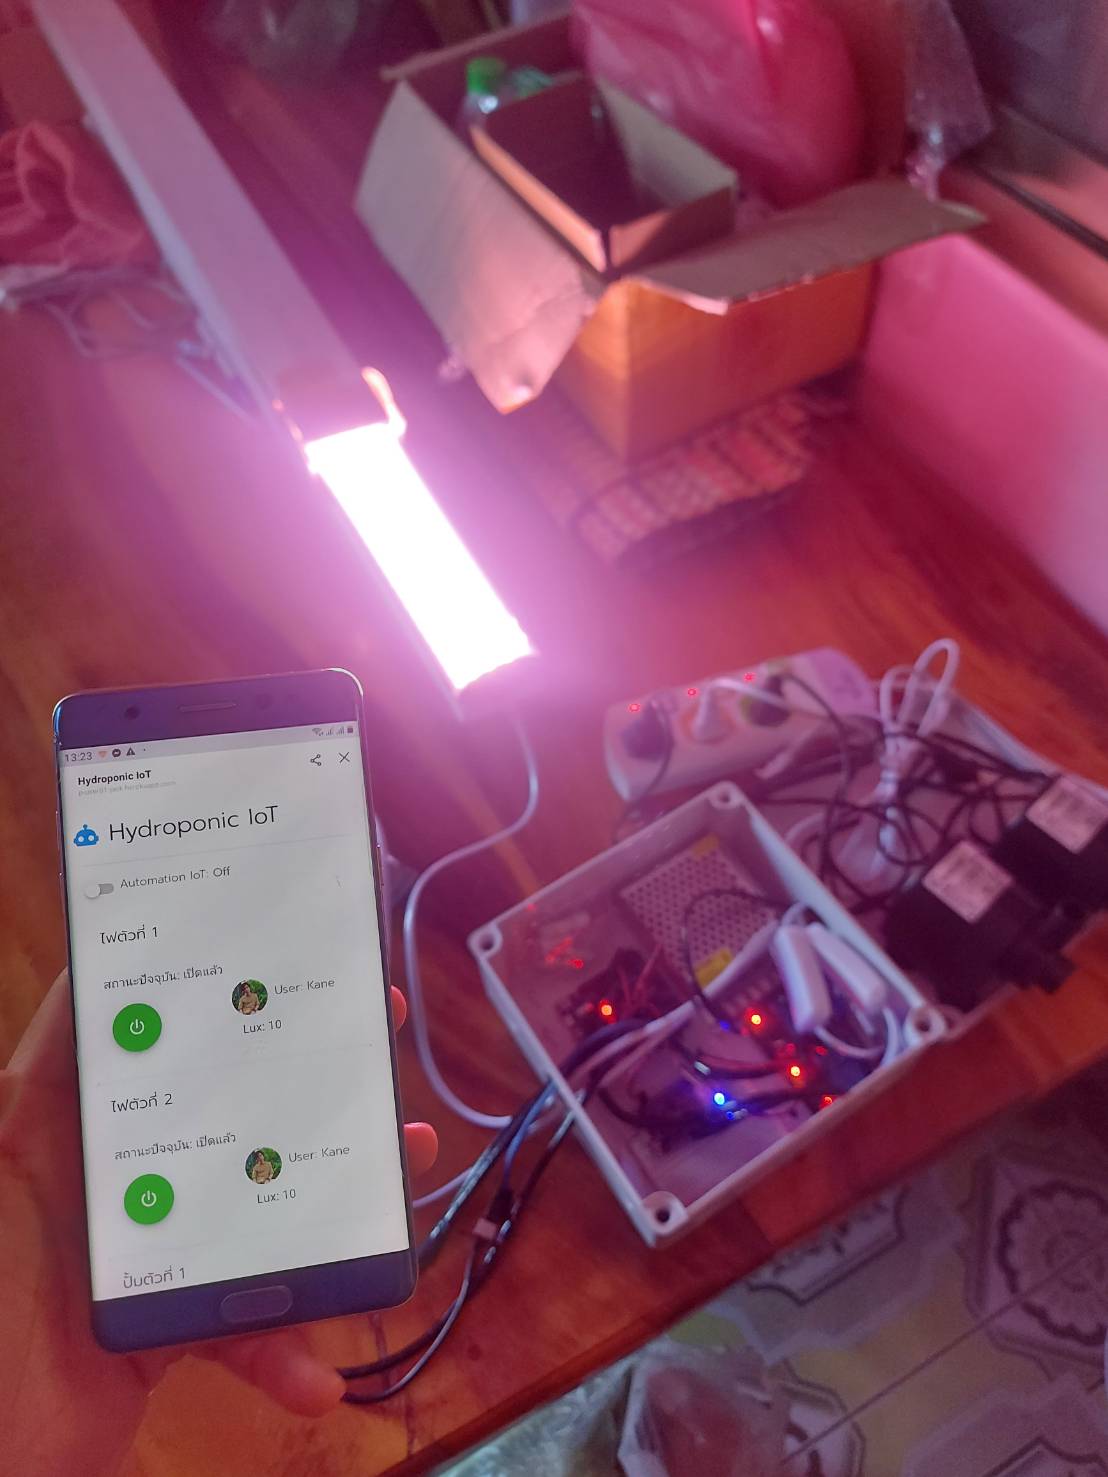 13:23
Hydroponic IoT
Hydroponic IoT
Automation IoT: Off
ไฟตัวที่ 1
สถานะปัจจุบัน: เปิดแล้ว
User: Kane
Lux: 10
ไฟตัวที่ 2
สถานะปัจจุบัน: เปิดแล้ว
User: Kane
Lux: 10
ปั๊มตัวที่ 1